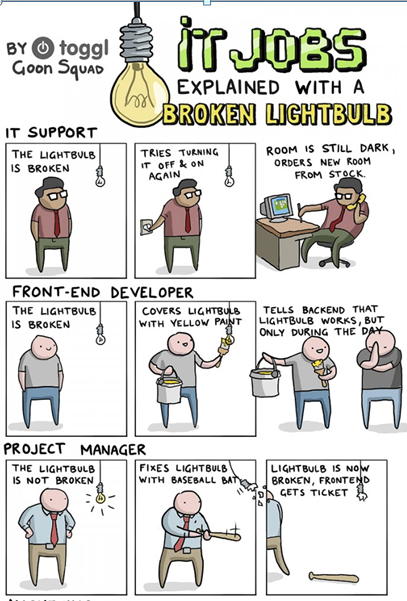 BY toggl
GOON SQUAD
IT JOBS
EXPLAINED WITH A
BROKEN LIGHTBULB
IT SUPPORT
THE LIGHTBULB
IS BROKEN
TRIES TURNING
IT OFF & ON
AGAIN
ROOM IS STILL DARK,
ORDERS NEW ROOM
FROM STOCK.
FRONT-END DEVELOPER
THE LIGHTBULB
IS BROKEN
COVERS LIGHTBULB
WITH YELLOW PAINT
TELLS BACKEND THAT
LIGHTBULB WORKS, BUT
ONLY DURING THE DAY
PROJECT MANAGER
THE LIGHTBULB
IS NOT BROKEN
FIXES LIGHTBULB
WITH BASEBALL BAT
LIGHTBULB IS NOW
BROKEN, FRONTEND
GETS TICKET